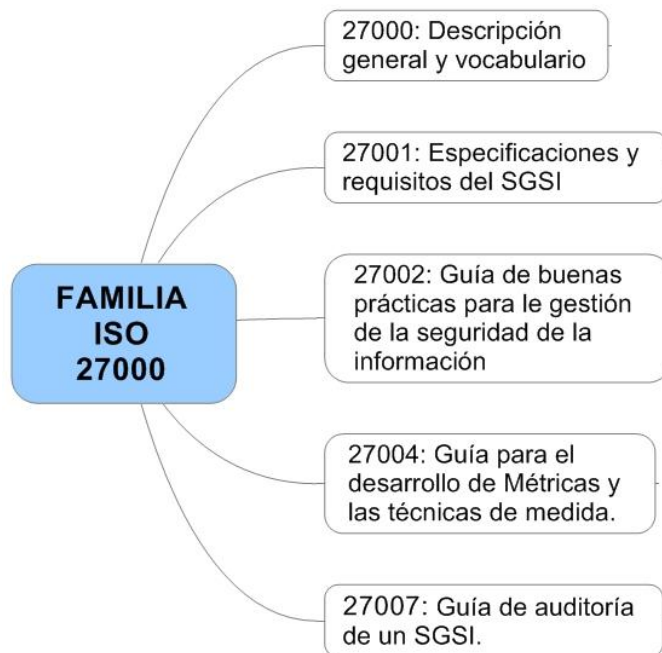 27000: Descripción
general y vocabulario
27001: Especificaciones y
requisitos del SGSI
FAMILIA
ISO
27000
27002: Guía de buenas
prácticas para le gestión
de la seguridad de la
información
27004: Guía para el
desarrollo de Métricas y
las técnicas de medida.
27007: Guía de auditoría
de un SGSI.